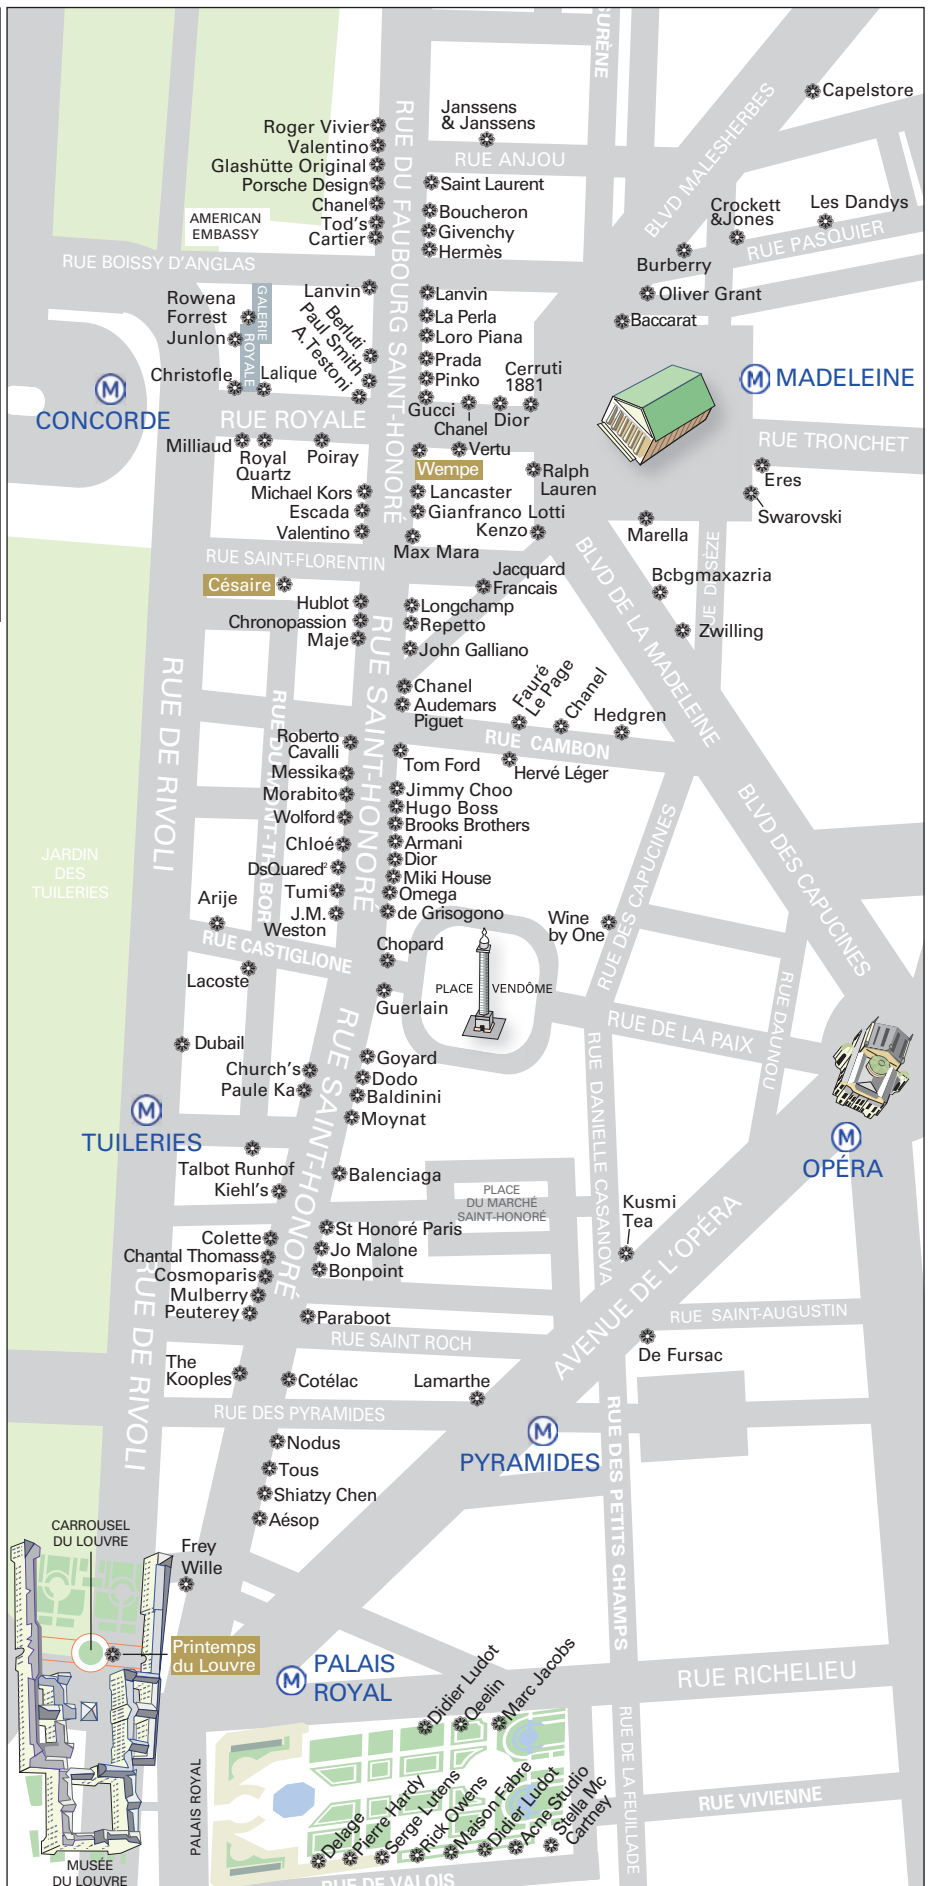 SURÈNE
Capelstore
BLVD MALESHERBES
Janssens
& Janssens
Roger Vivier
Valentino
Glashütte Original
Porsche Design
Chanel
Tod's
Cartier
RUE DU FAUBOURG SAINT-HONORÉ
RUE ANJOU
Saint Laurent
Boucheron
Givenchy
Hermès
Crockett
&Jones
Les Dandys
RUE PASQUIER
Burberry
Oliver Grant
Baccarat
AMERICAN
EMBASSY
RUE BOISSY D'ANGLAS
Rowena
Forrest
Junlon
GALERIE
ROYALE
Christofle
Lalique
Lanvin
Berluti
Paul Smith
A.Testoni
Lanvin
La Perla
Loro Piana
Prada
Pinko
Gucci
Chanel
Dior
Cerruti
1881
M
CONCORDE
M MADELEINE
RUE ROYALE
RUE TRONCHET
Milliaud
Royal
Quartz
Poiray
Vertu
Wempe
Ralph
Lauren
Eres
Swarovski
Michael Kors
Escada
Valentino
Lancaster
Gianfranco Lotti
Kenzo
Max Mara
Marella
RUE SAINT-FLORENTIN
Césaire
Jacquard
Francais
Bcbgmaxazria
Zwilling
UE DE SÈZE
BLVD DE LA MADELEINE
Hublot
Chronopassion
Maje
Longchamp
Repetto
John Galliano
RUE SAINT-HONORÉ
RUE DE RIVOLI
RUE DU MONT-THABOR
Chanel
Audemars
Piguet
Fauré
Le Page
Chanel
Hedgren
RUE CAMBON
Roberto
Cavalli
Tom Ford
Hervé Léger
Messika
Morabito
Wolford
Chloé
DsQuared²
Tumi
J.M.
Weston
Jimmy Choo
Hugo Boss
Brooks Brothers
Armani
Dior
Miki House
Omega
de Grisogono
BLVD DES CAPUCINES
RUE DES CAPUCINES
JARDIN
DES
TUILERIES
Arije
Wine
by One
RUE CASTIGLIONE
Lacoste
Chopard
PLACE VENDÔME
Guerlain
RUE DE LA PAIX
RUE DAUNOU
Dubail
RUE SAINT-HONORÉ
Church's
Paule Ka
Goyard
Dodo
Baldinini
Moynat
RUE DANIELLE CASANOVA
M
TUILERIES
M
OPÉRA
Talbot Runhof
Kiehl's
Balenciaga
PLACE
DU MARCHÉ
SAINT-HONORÉ
Kusmi
Tea
AVENUE DE L'OPÉRA
Colette
Chantal Thomass
Cosmoparis
Mulberry
Peuterey
St Honoré Paris
Jo Malone
Bonpoint
Paraboot
RUE DE RIVOLI
RUE SAINT ROCH
RUE SAINT-AUGUSTIN
De Fursac
The
Kooples
Cotélac
Lamarthe
RUE DES PYRAMIDES
M
PYRAMIDES
RUE DES PETITS CHAMPS
Nodus
Tous
Shiatzy Chen
Aésop
CARROUSEL
DU LOUVRE
Frey
Wille
Printemps
du Louvre
M PALAIS
ROYAL
Didier Ludot
Qeelin
Marc Jacobs
RUE RICHELIEU
RUE DE LA FEUILLADE
PALAIS ROYAL
Delage
Pierre Hardy
Serge Lutens
Rick Owens
Maison Fabre
Didier Ludot
Acne Studio
Stella Mc
Cartney
RUE VIVIENNE
MUSÉE
DU LOUVRE
RUE DE VALOIS